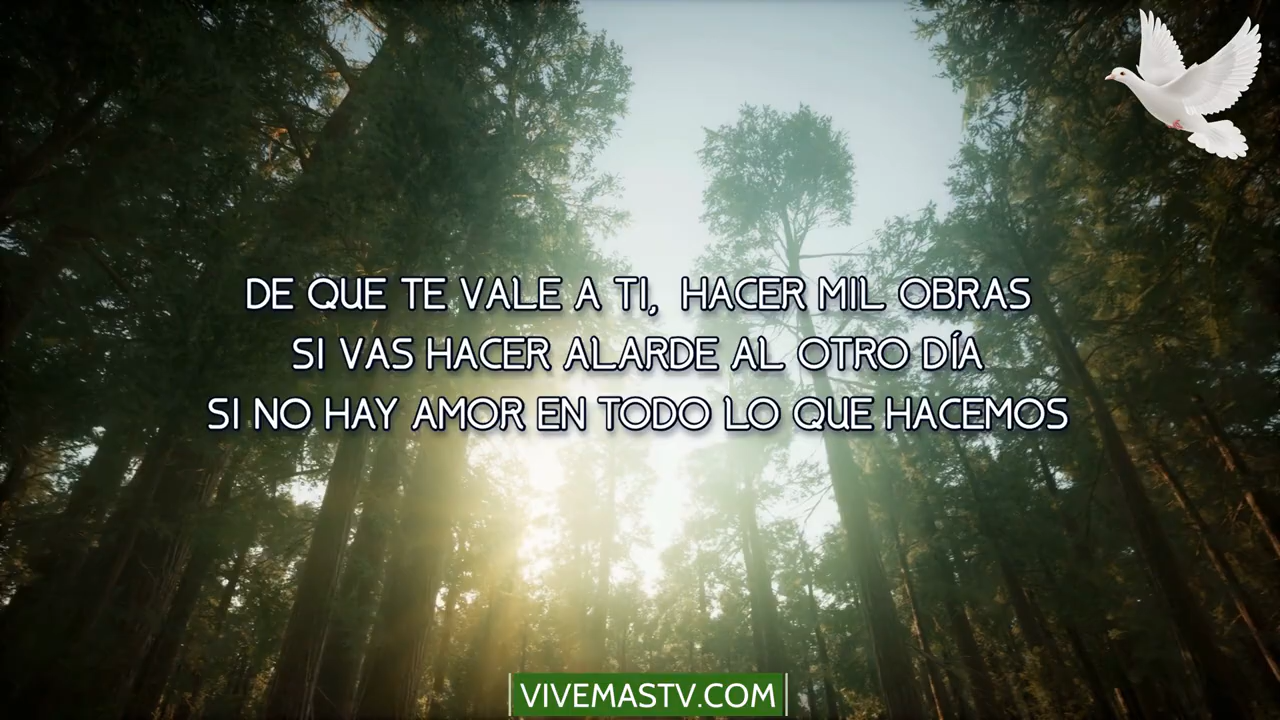 DE QUE TE VALE A TI, HACER MIL OBRAS
SI VAS HACER ALARDE AL OTRO DÍA
SI NO HAY AMOR EN TODO LO QUE HACEMOS
VIVEMASTV.COM